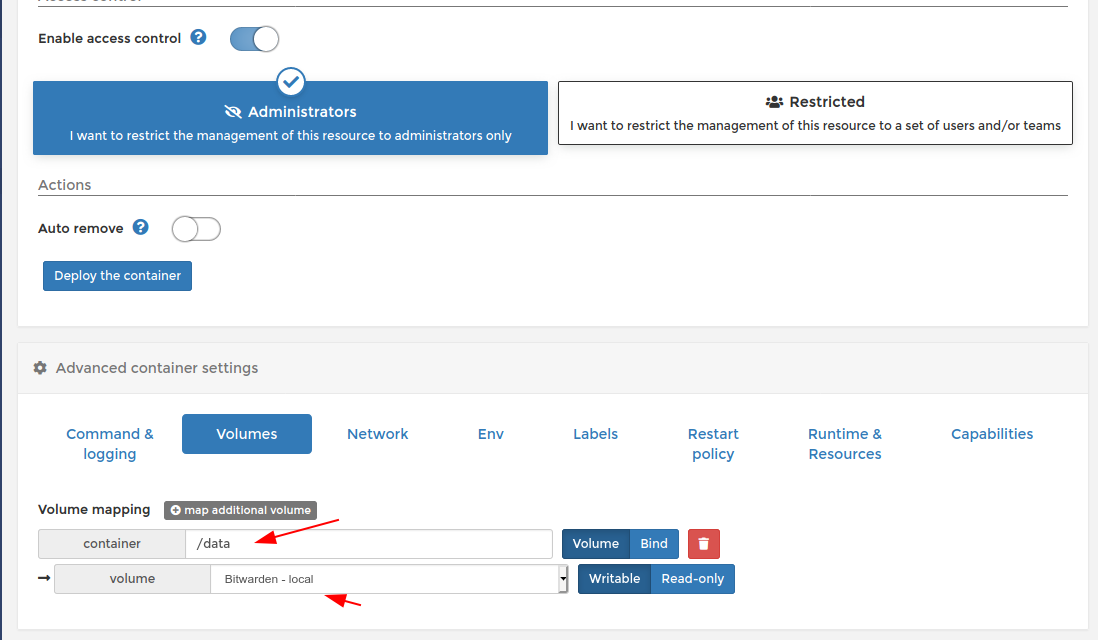 Access control
Enable access control
Administrators
I want to restrict the management of this resource to administrators only
Restricted
I want to restrict the management of this resource to a set of users and/or teams
Actions
Auto remove
Deploy the container
Advanced container settings
Command &
logging
Volumes
Network
Env
Labels
Restart
policy
Runtime &
Resources
Capabilities
Volume mapping
map additional volume
container
/data
Volume
Bind
volume
Bitwarden - local
Writable
Read-only